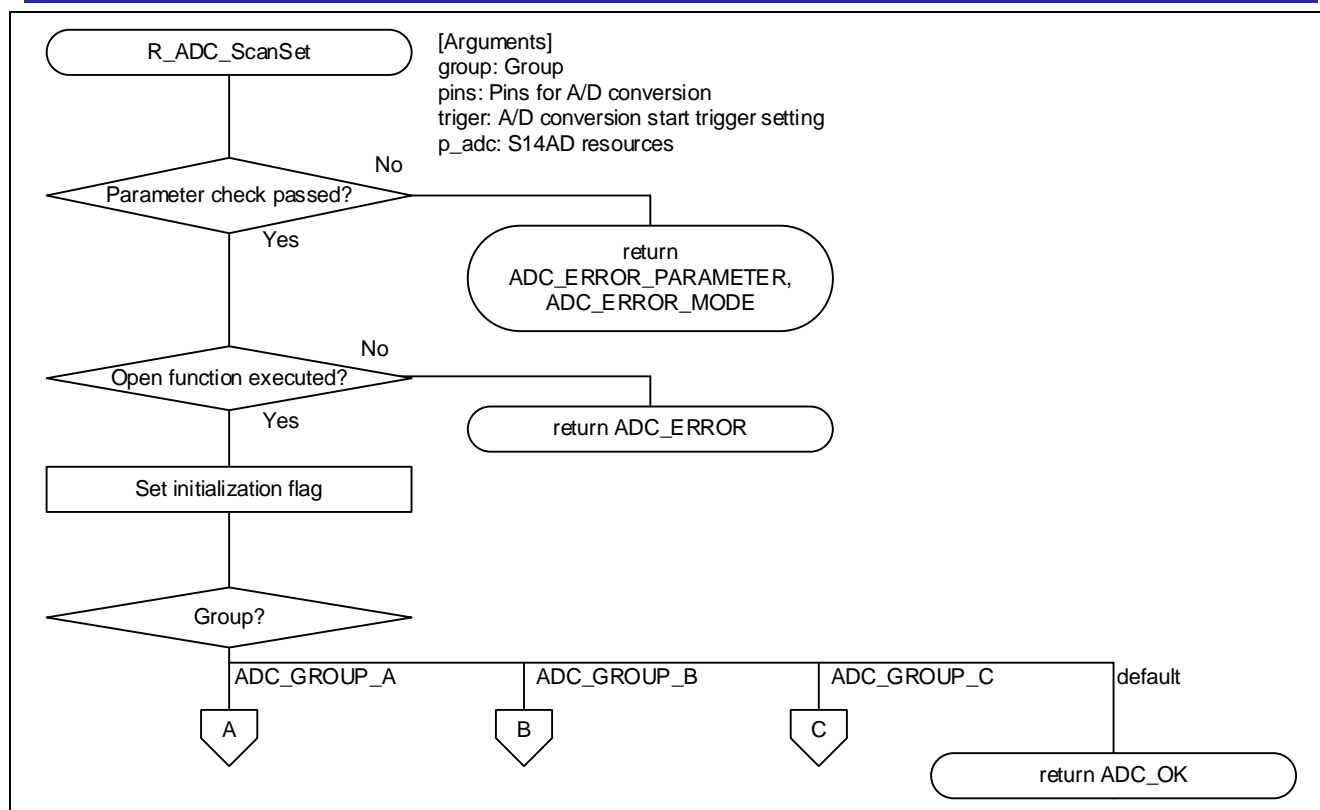 R_ADC_ScanSet
[Arguments]
group: Group
pins: Pins for A/D conversion
triger: A/D conversion start trigger setting
p_adc: S14AD resources
No
Parameter check passed?
Yes
return
ADC_ERROR_PARAMETER,
ADC_ERROR_MODE
No
Open function executed?
Yes
return ADC_ERROR
Set initialization flag
Group?
ADC_GROUP_A
ADC_GROUP_B
ADC_GROUP_C
default
A
B
C
return ADC_OK